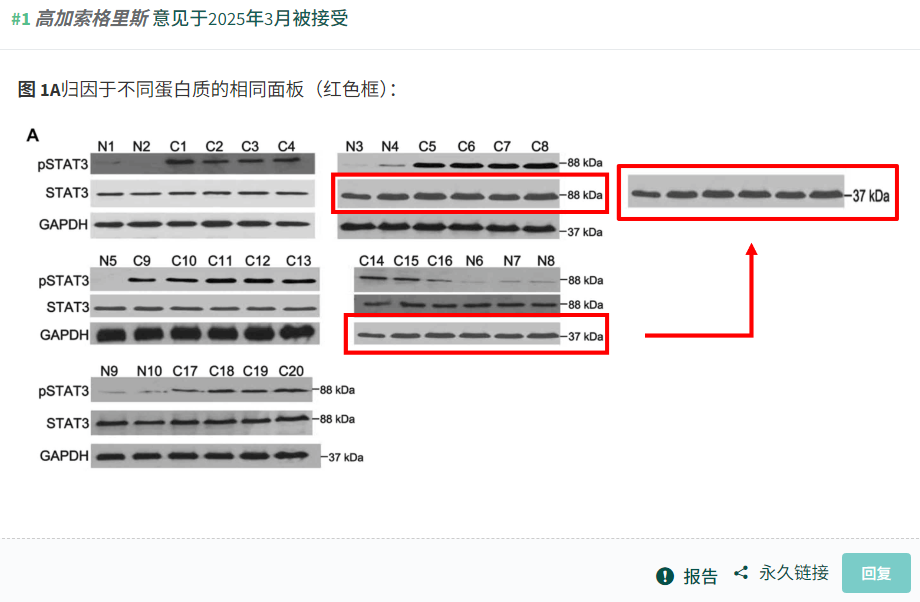 #1 高加索格里斯 意见于2025年3月被接受
图 1A归因于不同蛋白质的相同面板（红色框）：
A
N1 N2 C1 C2 C3 C4
pSTAT3
STAT3
GAPDH
N3 N4 C5 C6 C7 C8
88 kDa
88 kDa
37 kDa
37 kDa
N5 C9 C10 C11 C12 C13
pSTAT3
STAT3
GAPDH
C14 C15 C16 N6 N7 N8
88 kDa
88 kDa
37 kDa
N9 N10 C17 C18 C19 C20
pSTAT3
STAT3
GAPDH
88 kDa
88 kDa
37 kDa
报告 永久链接 回复